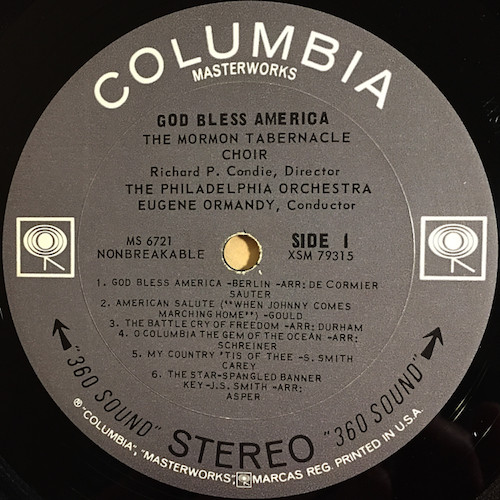 COLUMBIA
MASTERWORKS
GOD BLESS AMERICA
THE MORMON TABERNACLE
CHOIR
Richard P. Condie, Director
THE PHILADELPHIA ORCHESTRA
EUGENE ORMANDY, Conductor
MS 6721
NONBREAKABLE
SIDE 1
XSM 79315
1. GOD BLESS AMERICA -BERLIN -ARR: DE CORMIER
SAUTER
2. AMERICAN SALUTE ("WHEN JOHNNY COMES
MARCHING HOME") -GOULD
3. THE BATTLE CRY OF FREEDOM -ARR: DURHAM
4. O COLUMBIA THE GEM OF THE OCEAN -ARR:
SCHREINER
5. MY COUNTRY 'TIS OF THEE -S. SMITH
CAREY
6. THE STAR-SPANGLED BANNER
KEY-J.S. SMITH -ARR:
ASPER
"360 SOUND" STEREO "360 SOUND"
® "COLUMBIA", "MASTERWORKS", MARCAS REG. PRINTED IN U.S.A.